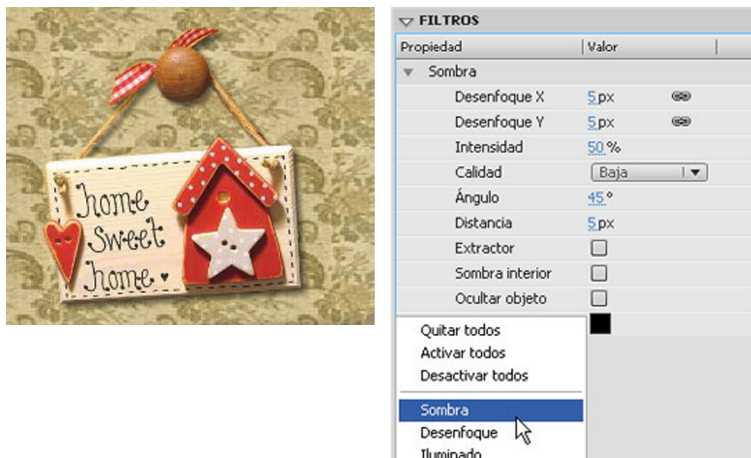 home
sweet
home
FILTROS
Propiedad Valor
Sombra
Desenfoque X 5 px
Desenfoque Y 5 px
Intensidad 50 %
Calidad Baja
Ángulo 45 °
Distancia 5 px
Extractor
Sombra interior
Ocultar objeto
Quitar todos
Activar todos
Desactivar todos
Sombra
Desenfoque
Iluminado